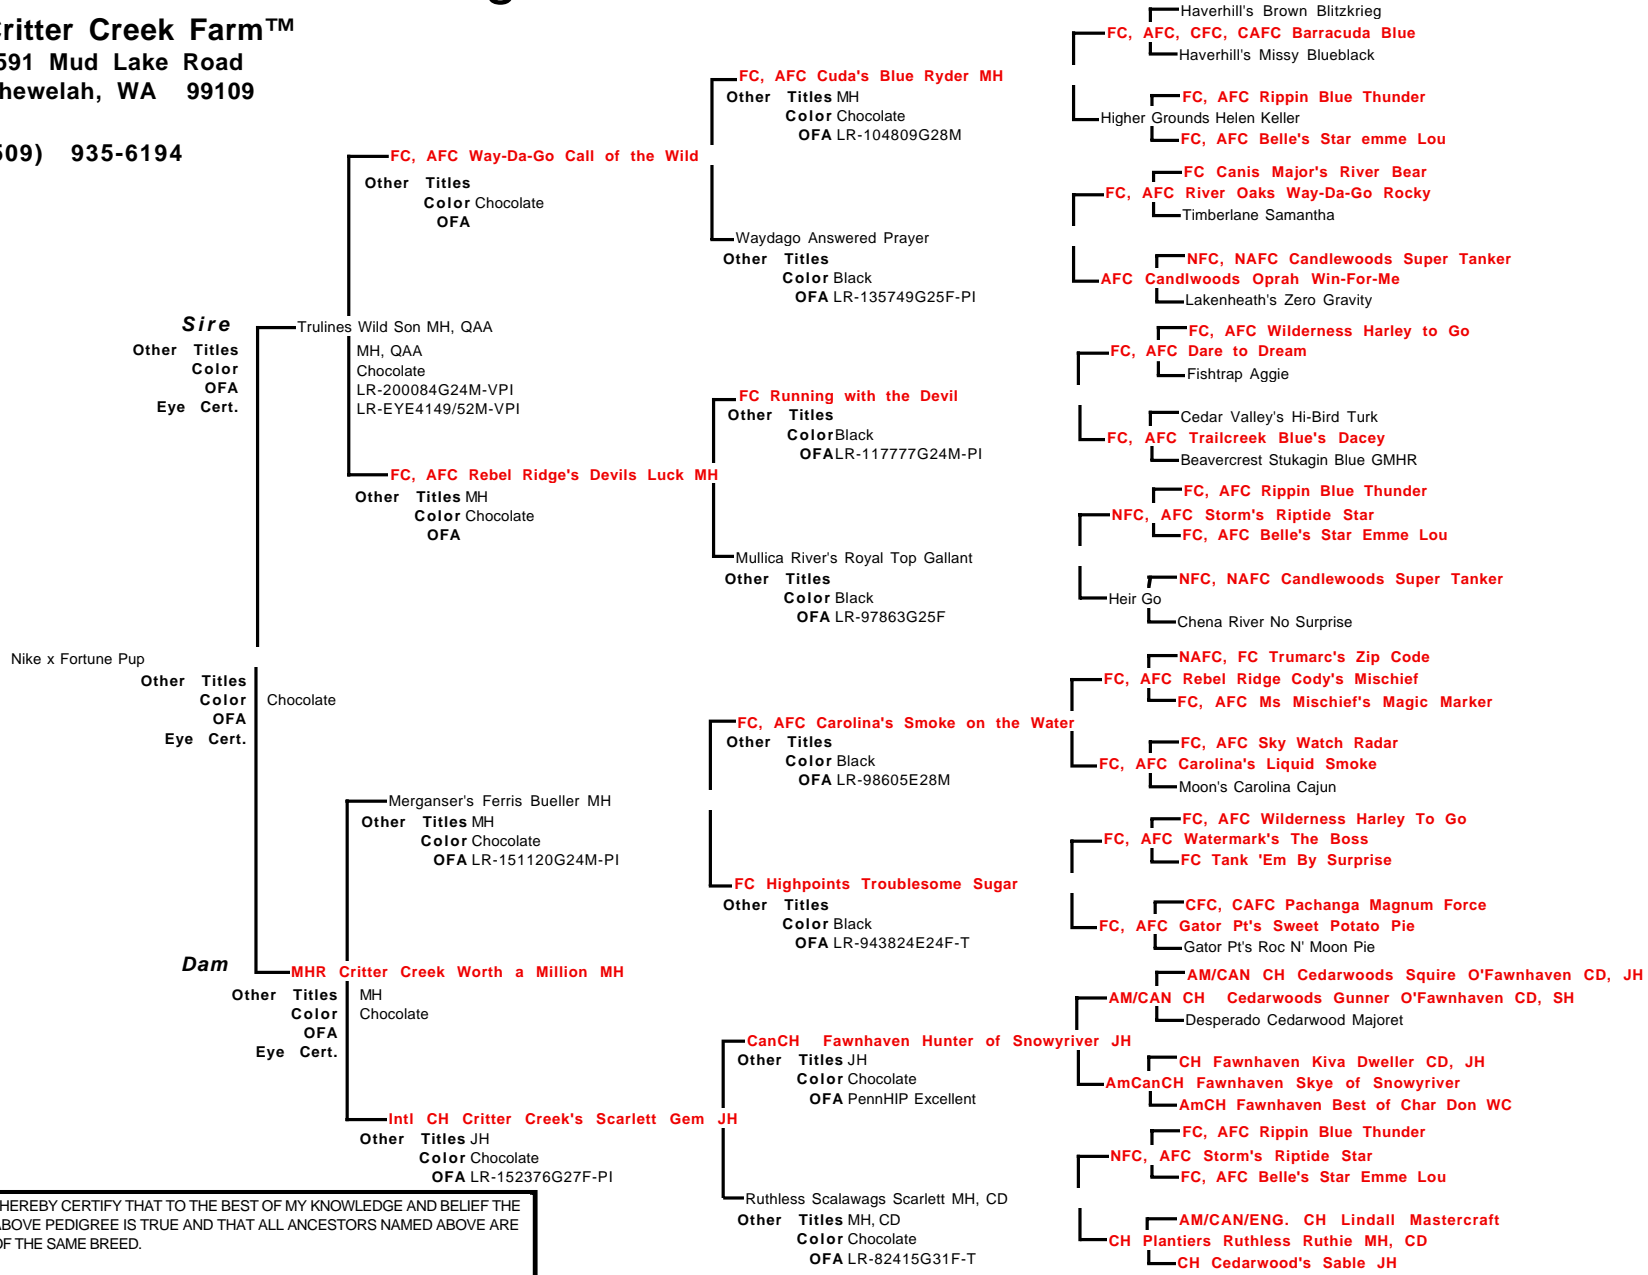 Critter Creek Farm™
591 Mud Lake Road
Chewelah, WA 99109
509) 935-6194
Nike x Fortune Pup
Other Titles
Color Chocolate
OFA
Eye Cert.
Sire
Trulines Wild Son MH, QAA
Other Titles MH, QAA
Color Chocolate
OFA LR-200084G24M-VPI
Eye Cert. LR-EYE4149/52M-VPI
Dam
MHR Critter Creek Worth a Million MH
Other Titles MH
Color Chocolate
OFA
Eye Cert.
FC, AFC Way-Da-Go Call of the Wild
Other Titles
Color Chocolate
OFA
FC, AFC Rebel Ridge's Devils Luck MH
Other Titles MH
Color Chocolate
OFA
Merganser's Ferris Bueller MH
Other Titles MH
Color Chocolate
OFA LR-151120G24M-PI
Intl CH Critter Creek's Scarlett Gem JH
Other Titles JH
Color Chocolate
OFA LR-152376G27F-PI
FC, AFC Cuda's Blue Ryder MH
Other Titles MH
Color Chocolate
OFA LR-104809G28M
Waydago Answered Prayer
Other Titles
Color Black
OFA LR-135749G25F-PI
FC Running with the Devil
Other Titles
Color Black
OFA LR-117777G24M-PI
Mullica River's Royal Top Gallant
Other Titles
Color Black
OFA LR-97863G25F
FC, AFC Carolina's Smoke on the Water
Other Titles
Color Black
OFA LR-98605E28M
FC Highpoints Troublesome Sugar
Other Titles
Color Black
OFA LR-943824E24F-T
CanCH Fawnhaven Hunter of Snowyriver JH
Other Titles JH
Color Chocolate
OFA PennHIP Excellent
Ruthless Scalawags Scarlett MH, CD
Other Titles MH, CD
Color Chocolate
OFA LR-82415G31F-T
Haverhill's Brown Blitzkrieg
FC, AFC, CFC, CAFC Barracuda Blue
Haverhill's Missy Blueblack
FC, AFC Rippin Blue Thunder
Higher Grounds Helen Keller
FC, AFC Belle's Star emme Lou
FC Canis Major's River Bear
FC, AFC River Oaks Way-Da-Go Rocky
Timberlane Samantha
NFC, NAFC Candlewoods Super Tanker
AFC Candlwoods Oprah Win-For-Me
Lakenheath's Zero Gravity
FC, AFC Wilderness Harley to Go
FC, AFC Dare to Dream
Fishtrap Aggie
Cedar Valley's Hi-Bird Turk
FC, AFC Trailcreek Blue's Dacey
Beavercrest Stukagin Blue GMHR
FC, AFC Rippin Blue Thunder
NFC, AFC Storm's Riptide Star
FC, AFC Belle's Star Emme Lou
NFC, NAFC Candlewoods Super Tanker
Heir Go
Chena River No Surprise
NAFC, FC Trumarc's Zip Code
FC, AFC Rebel Ridge Cody's Mischief
FC, AFC Ms Mischief's Magic Marker
FC, AFC Sky Watch Radar
FC, AFC Carolina's Liquid Smoke
Moon's Carolina Cajun
FC, AFC Wilderness Harley To Go
FC, AFC Watermark's The Boss
FC Tank 'Em By Surprise
CFC, CAFC Pachanga Magnum Force
FC, AFC Gator Pt's Sweet Potato Pie
Gator Pt's Roc N' Moon Pie
AM/CAN CH Cedarwoods Squire O'Fawnhaven CD, JH
AM/CAN CH Cedarwoods Gunner O'Fawnhaven CD, SH
Desperado Cedarwood Majoret
CH Fawnhaven Kiva Dweller CD, JH
AmCanCH Fawnhaven Skye of Snowyriver
AmCH Fawnhaven Best of Char Don WC
FC, AFC Rippin Blue Thunder
NFC, AFC Storm's Riptide Star
FC, AFC Belle's Star Emme Lou
AM/CAN/ENG. CH Lindall Mastercraft
CH Plantiers Ruthless Ruthie MH, CD
CH Cedarwood's Sable JH
HEREBY CERTIFY THAT TO THE BEST OF MY KNOWLEDGE AND BELIEF THE
ABOVE PEDIGREE IS TRUE AND THAT ALL ANCESTORS NAMED ABOVE ARE
OF THE SAME BREED.